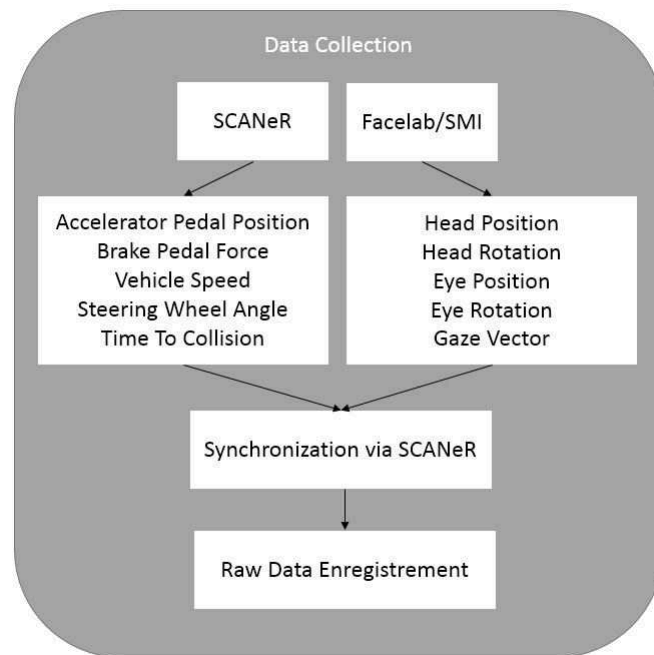 Data Collection
SCANeR
Facelab/SMI
Accelerator Pedal Position
Brake Pedal Force
Vehicle Speed
Steering Wheel Angle
Time To Collision
Head Position
Head Rotation
Eye Position
Eye Rotation
Gaze Vector
Synchronization via SCANeR
Raw Data Enregistrement